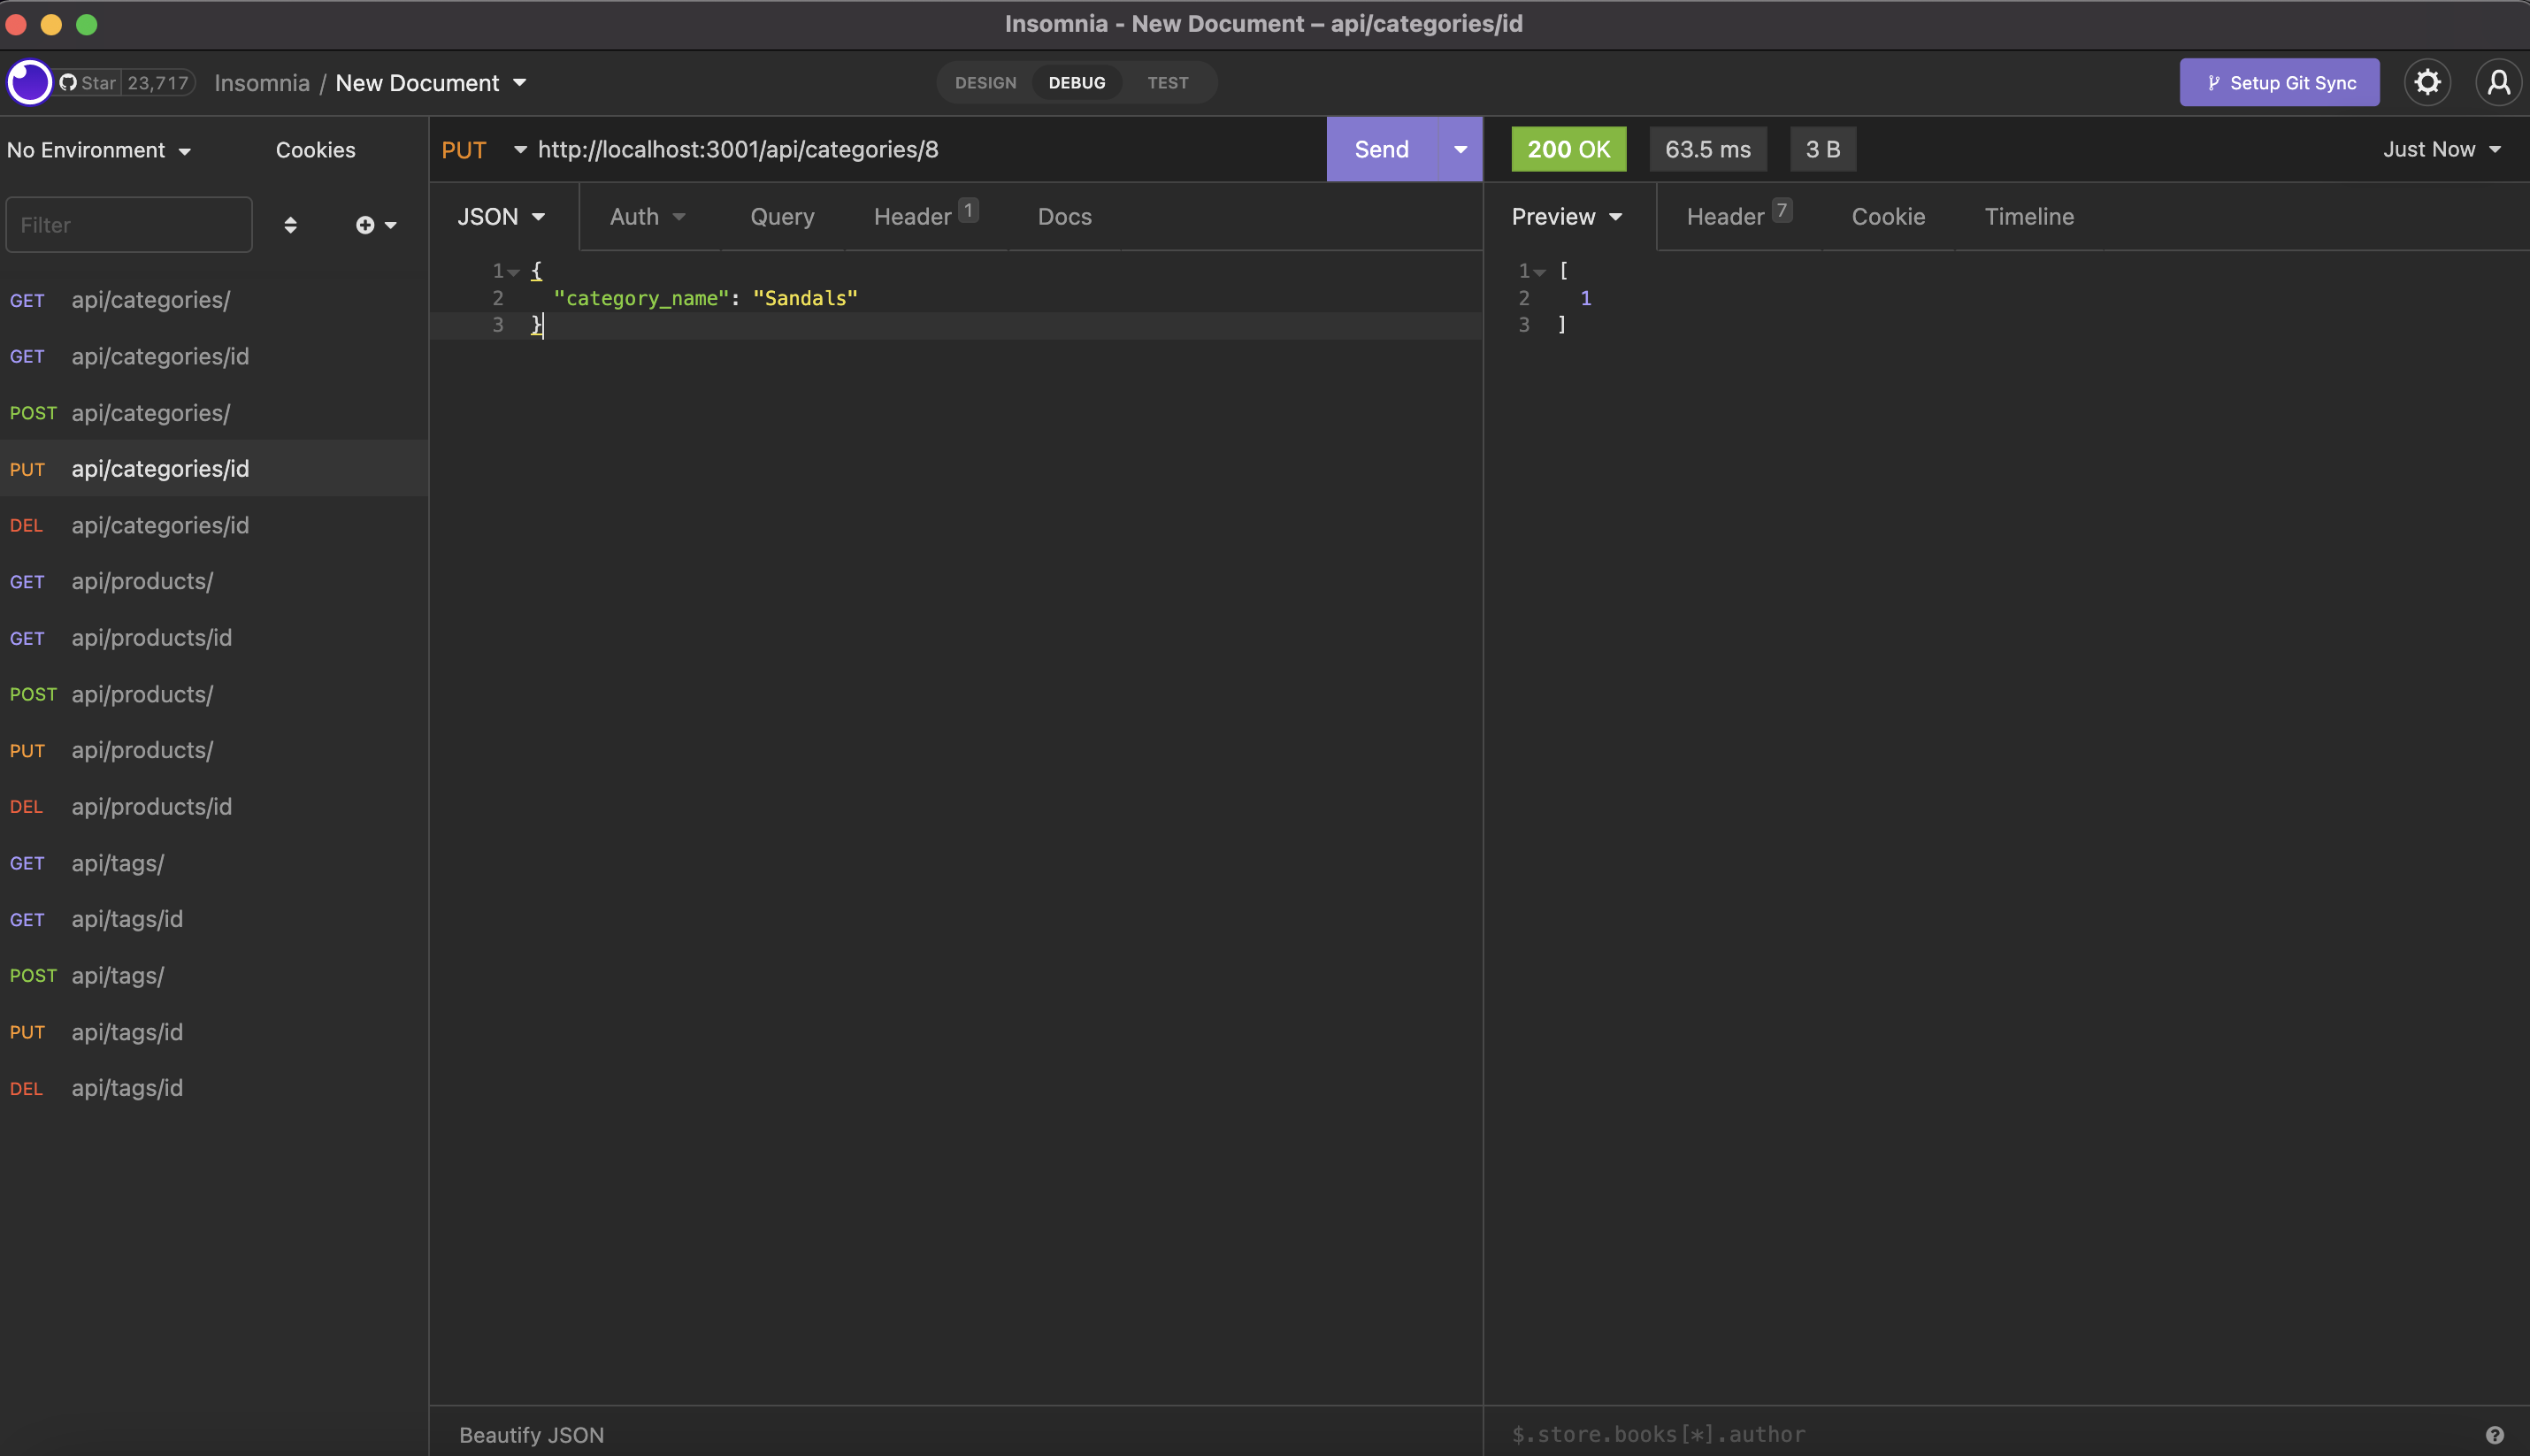 Insomnia - New Document – api/categories/id
Star 23,717 Insomnia / New Document
DESIGN DEBUG TEST
Setup Git Sync
No Environment Cookies
Filter
GET api/categories/
GET api/categories/id
POST api/categories/
PUT api/categories/id
DEL api/categories/id
GET api/products/
GET api/products/id
POST api/products/
PUT api/products/
DEL api/products/id
GET api/tags/
GET api/tags/id
POST api/tags/
PUT api/tags/id
DEL api/tags/id
PUT http://localhost:3001/api/categories/8 Send
JSON Auth Query Header 1 Docs
1 {
2 "category_name": "Sandals"
3 }
Beautify JSON
200 OK 63.5 ms 3 B Just Now
Preview Header 7 Cookie Timeline
1 [
2 1
3 ]
$.store.books[*].author
?